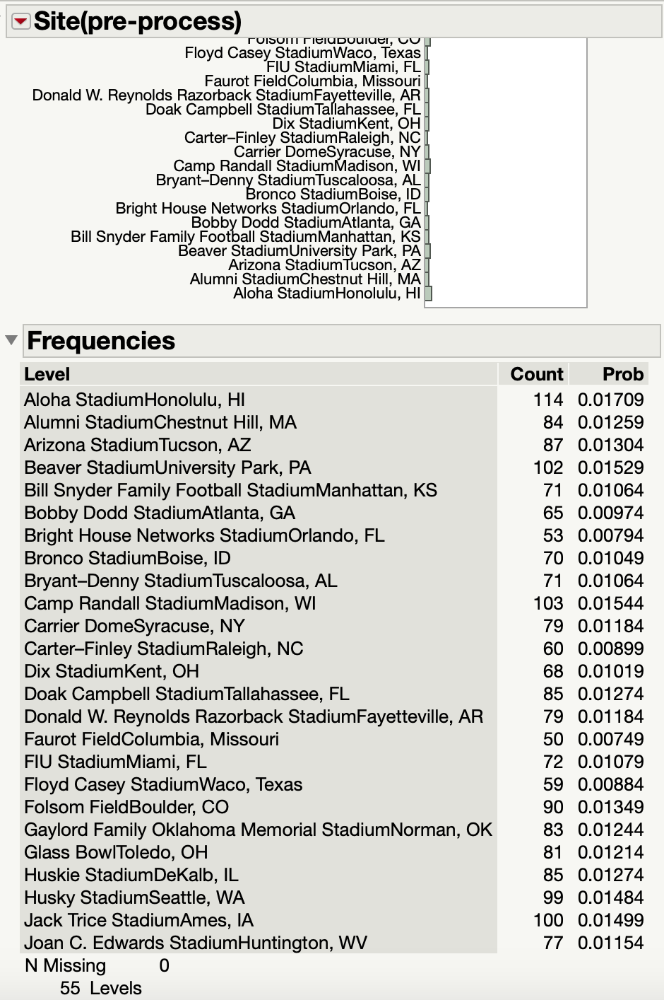 Site(pre-process)
Folsom FieldBoulder, CO
Floyd Casey StadiumWaco, Texas
FIU StadiumMiami, FL
Faurot FieldColumbia, Missouri
Donald W. Reynolds Razorback StadiumFayetteville, AR
Doak Campbell StadiumTallahassee, FL
Dix StadiumKent, OH
Carter–Finley StadiumRaleigh, NC
Carrier DomeSyracuse, NY
Camp Randall StadiumMadison, WI
Bryant–Denny StadiumTuscaloosa, AL
Bronco StadiumBoise, ID
Bright House Networks StadiumOrlando, FL
Bobby Dodd StadiumAtlanta, GA
Bill Snyder Family Football StadiumManhattan, KS
Beaver StadiumUniversity Park, PA
Arizona StadiumTucson, AZ
Alumni StadiumChestnut Hill, MA
Aloha StadiumHonolulu, HI
Frequencies
Level Count Prob
Aloha StadiumHonolulu, HI 114 0.01709
Alumni StadiumChestnut Hill, MA 84 0.01259
Arizona StadiumTucson, AZ 87 0.01304
Beaver StadiumUniversity Park, PA 102 0.01529
Bill Snyder Family Football StadiumManhattan, KS 71 0.01064
Bobby Dodd StadiumAtlanta, GA 65 0.00974
Bright House Networks StadiumOrlando, FL 53 0.00794
Bronco StadiumBoise, ID 70 0.01049
Bryant–Denny StadiumTuscaloosa, AL 71 0.01064
Camp Randall StadiumMadison, WI 103 0.01544
Carrier DomeSyracuse, NY 79 0.01184
Carter–Finley StadiumRaleigh, NC 60 0.00899
Dix StadiumKent, OH 68 0.01019
Doak Campbell StadiumTallahassee, FL 85 0.01274
Donald W. Reynolds Razorback StadiumFayetteville, AR 79 0.01184
Faurot FieldColumbia, Missouri 50 0.00749
FIU StadiumMiami, FL 72 0.01079
Floyd Casey StadiumWaco, Texas 59 0.00884
Folsom FieldBoulder, CO 90 0.01349
Gaylord Family Oklahoma Memorial StadiumNorman, OK 83 0.01244
Glass BowlToledo, OH 81 0.01214
Huskie StadiumDeKalb, IL 85 0.01274
Husky StadiumSeattle, WA 99 0.01484
Jack Trice StadiumAmes, IA 100 0.01499
Joan C. Edwards StadiumHuntington, WV 77 0.01154
N Missing 0
55 Levels